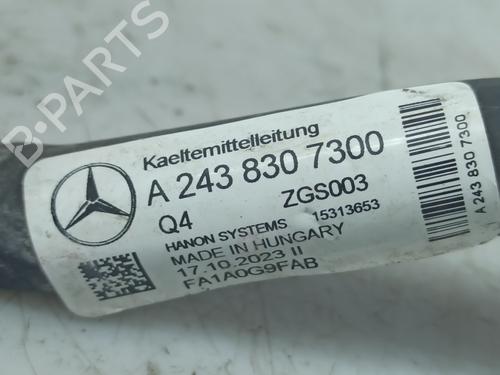 B-PARTS
Kaeltemittelleitung
A 243 830 7300
Q4 ZGS003
HANON SYSTEMS 15313653
MADE IN HUNGARY
17.10.2023 II
FA1A0G9FAB
A 243 830 7300